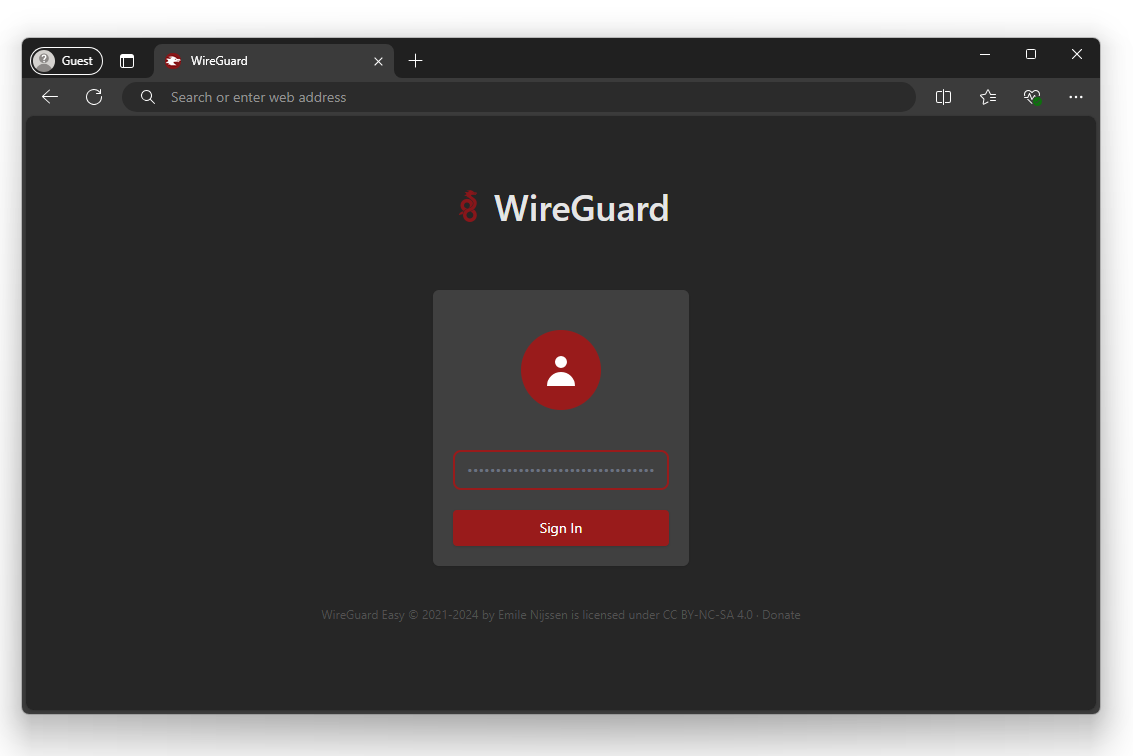 Guest
WireGuard
Search or enter web address
WireGuard
••••••••••••••••••••••••••••••••
Sign In
WireGuard Easy © 2021-2024 by Emile Nijssen is licensed under CC BY-NC-SA 4.0 · Donate